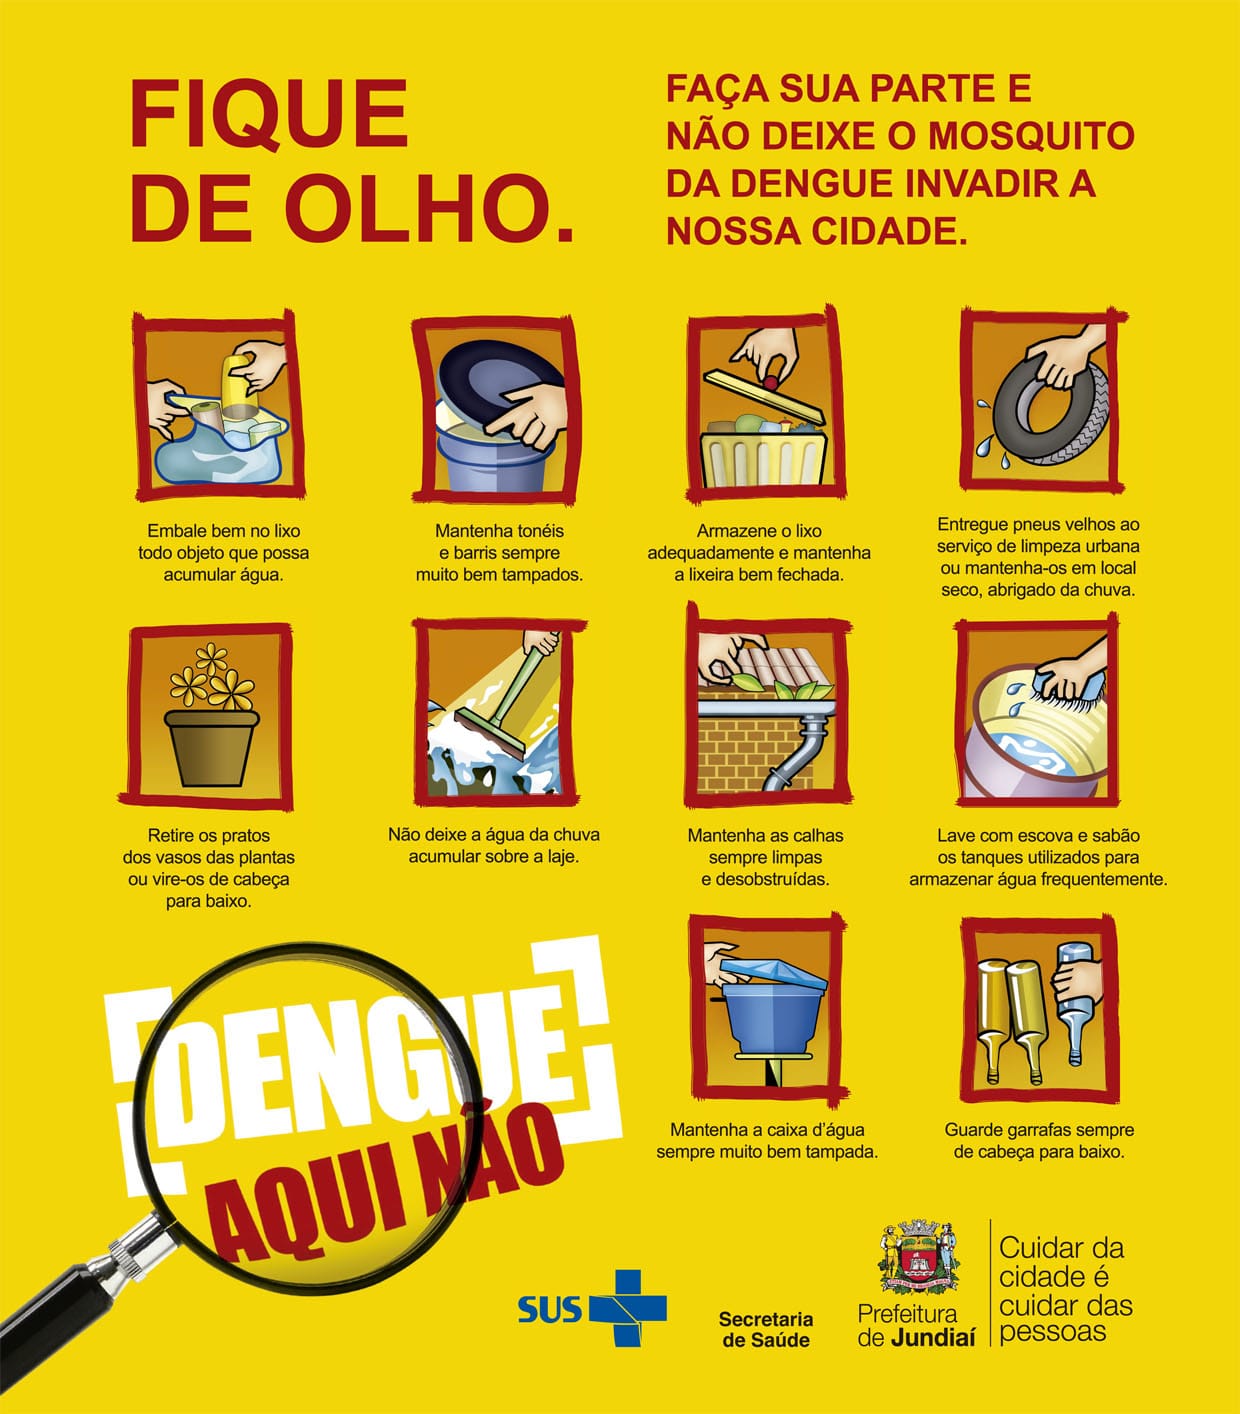 FIQUE
DE OLHO.
FAÇA SUA PARTE E
NÃO DEIXE O MOSQUITO
DA DENGUE INVADIR A
NOSSA CIDADE.
Embale bem no lixo
todo objeto que possa
acumular água.
Mantenha tonéis
e barris sempre
muito bem tampados.
Armazene o lixo
adequadamente e mantenha
a lixeira bem fechada.
Entregue pneus velhos ao
serviço de limpeza urbana
ou mantenha-os em local
seco, abrigado da chuva.
Retire os pratos
dos vasos das plantas
ou vire-os de cabeça
para baixo.
Não deixe a água da chuva
acumular sobre a laje.
Mantenha as calhas
sempre limpas
e desobstruídas.
Lave com escova e sabão
os tanques utilizados para
armazenar água frequentemente.
Mantenha a caixa d’água
sempre muito bem tampada.
Guarde garrafas sempre
de cabeça para baixo.
[DENGUE]
AQUI NÃO
SUS
Secretaria
de Saúde
Prefeitura
de Jundiaí
Cuidar da
cidade é
cuidar das
pessoas